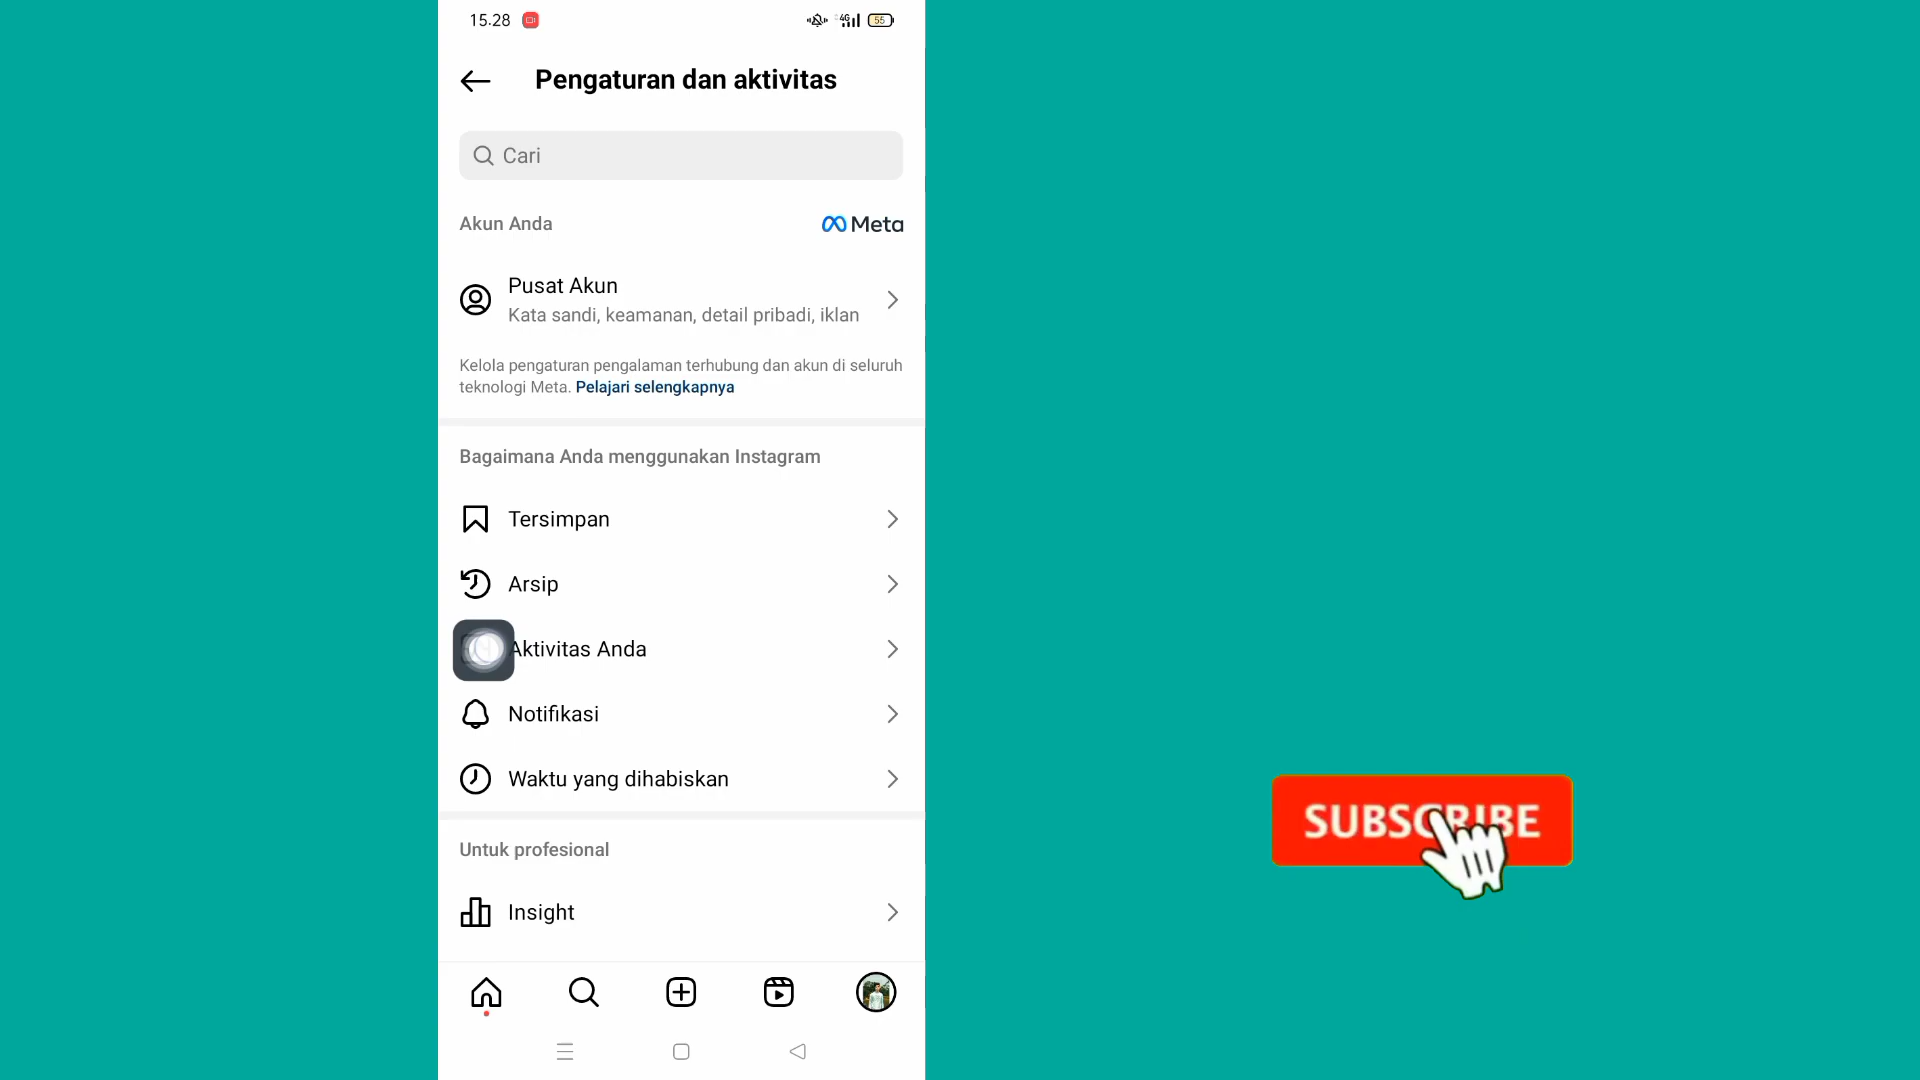 15.28
4G
55
Pengaturan dan aktivitas
Cari
Akun Anda
Meta
Pusat Akun
Kata sandi, keamanan, detail pribadi, iklan
Kelola pengaturan pengalaman terhubung dan akun di seluruh
teknologi Meta. Pelajari selengkapnya
Bagaimana Anda menggunakan Instagram
Tersimpan
Arsip
Aktivitas Anda
Notifikasi
Waktu yang dihabiskan
Untuk profesional
Insight
SUBSCRIBE